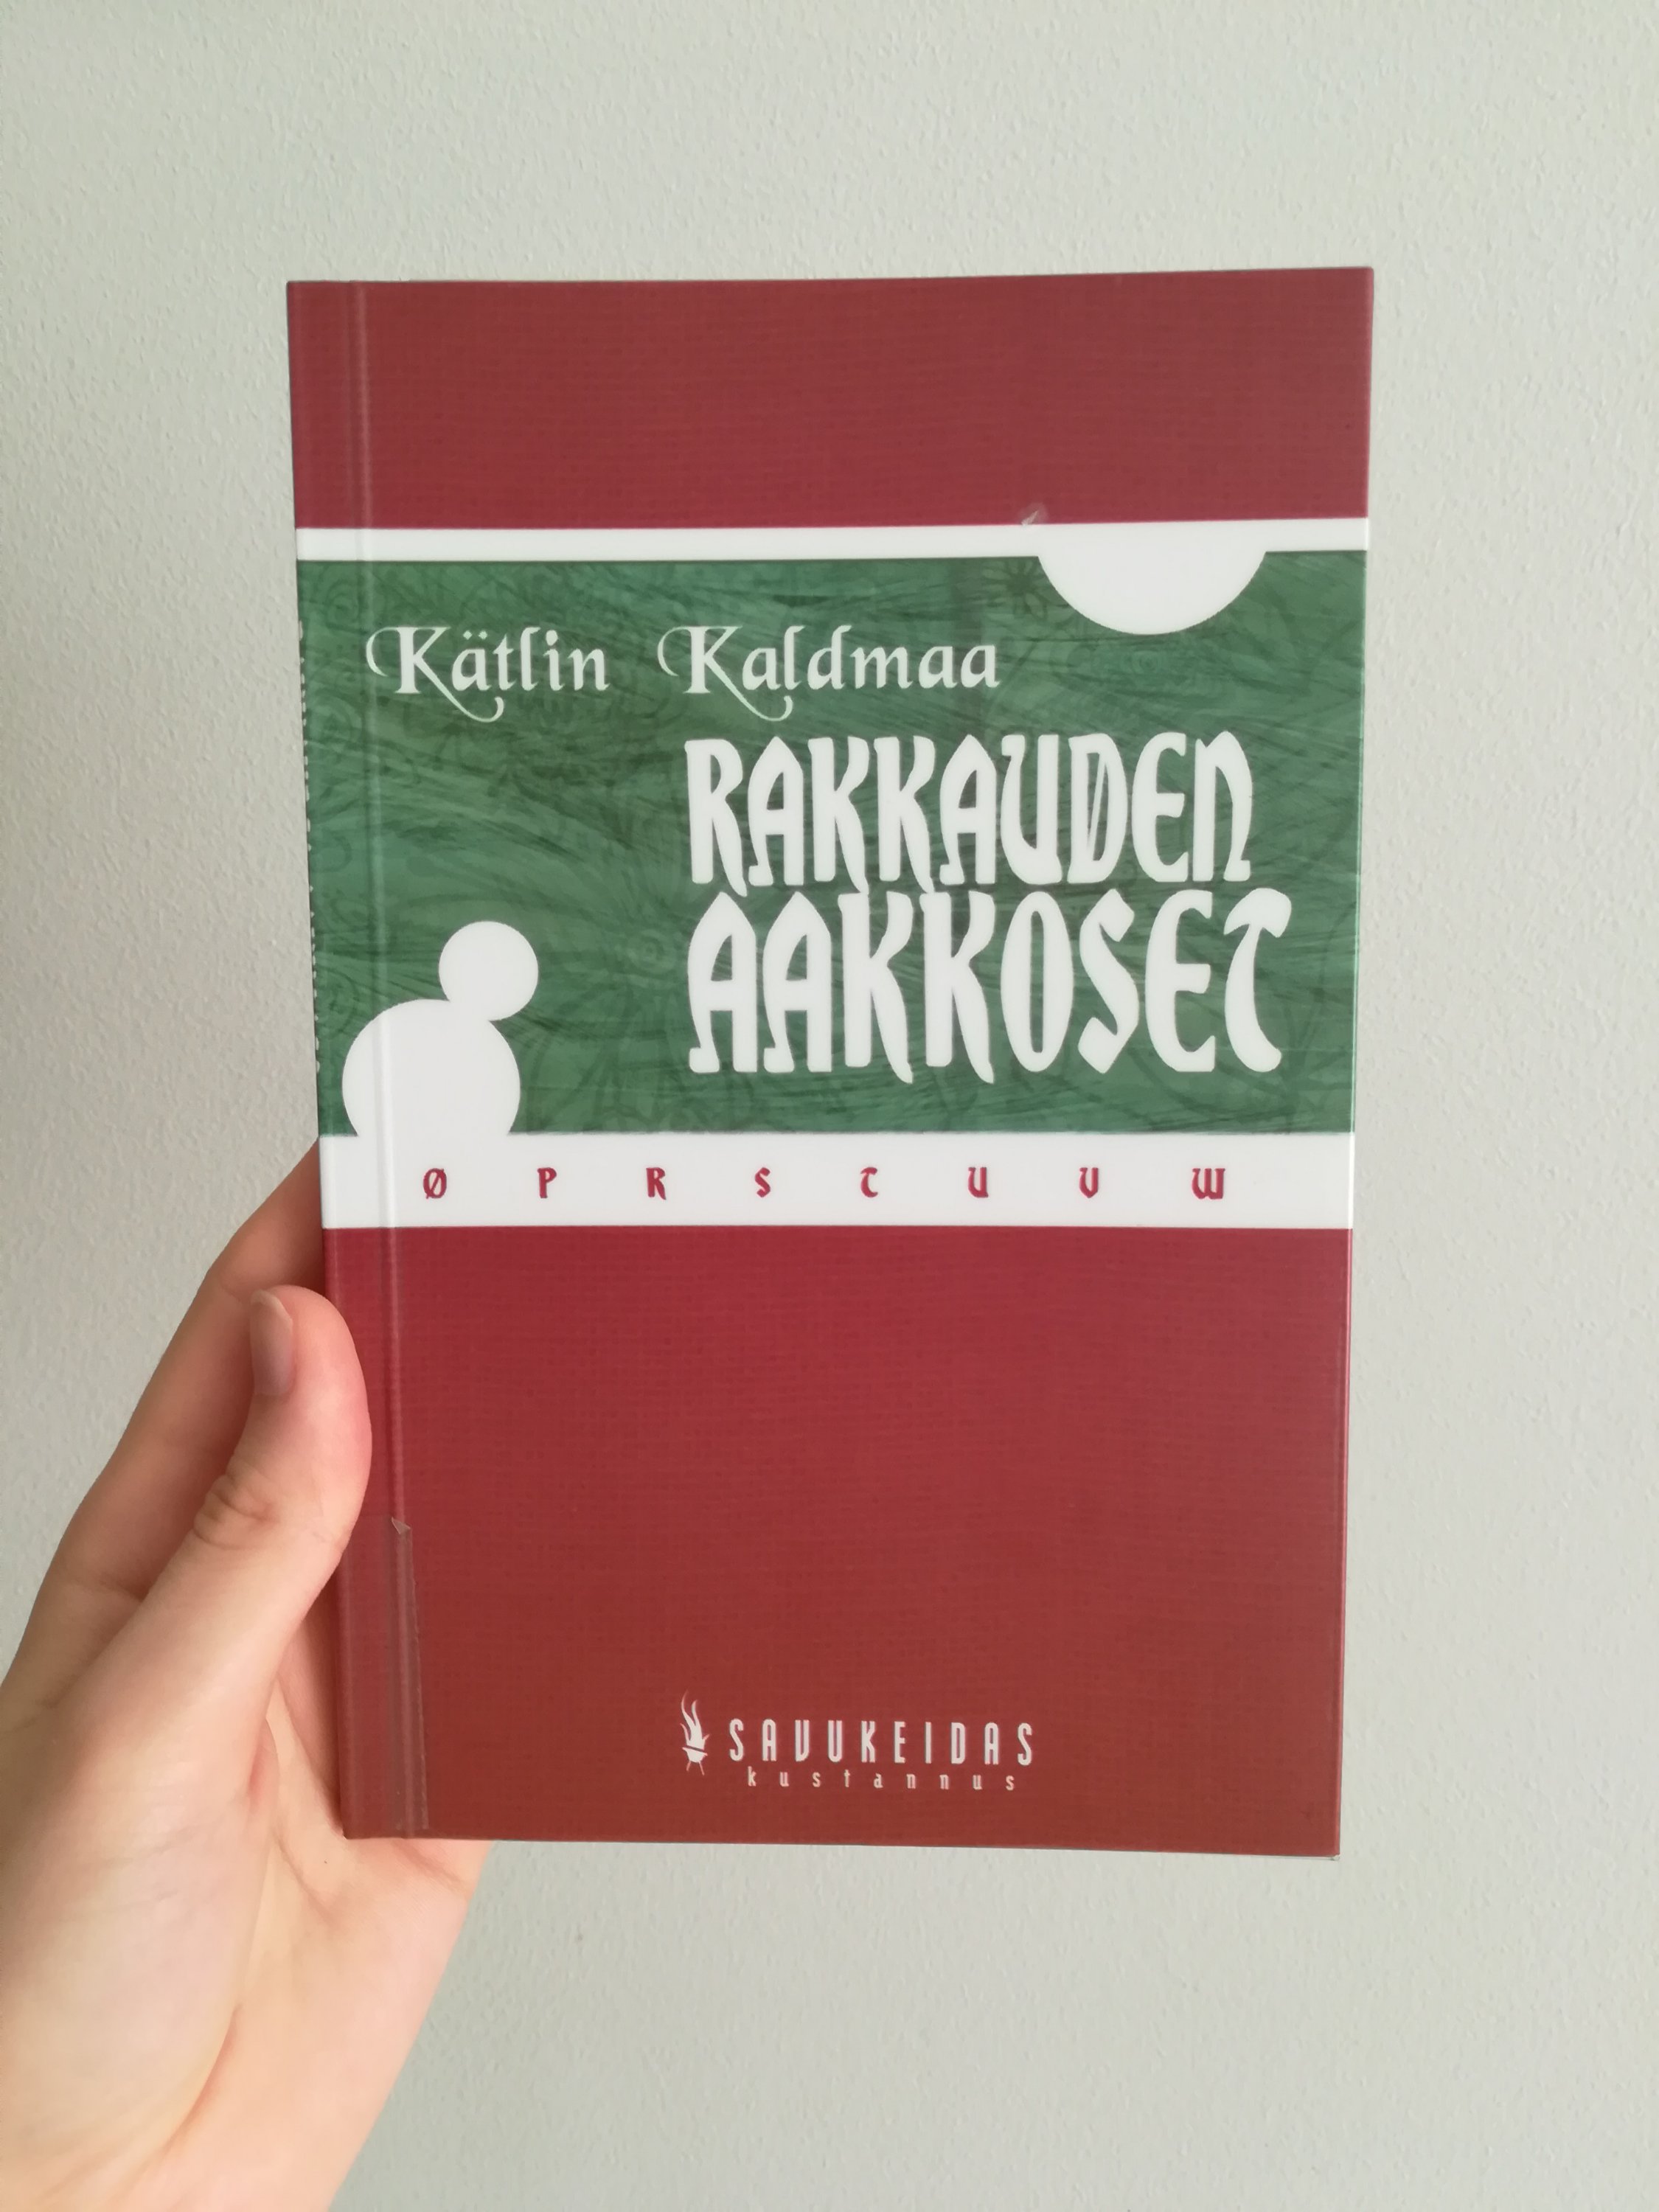 Kätlin Kaldmaa
RAKKAUDEN
AAKKOSET
Ø P R S T U V W
SAVUKEIDAS
kustannus